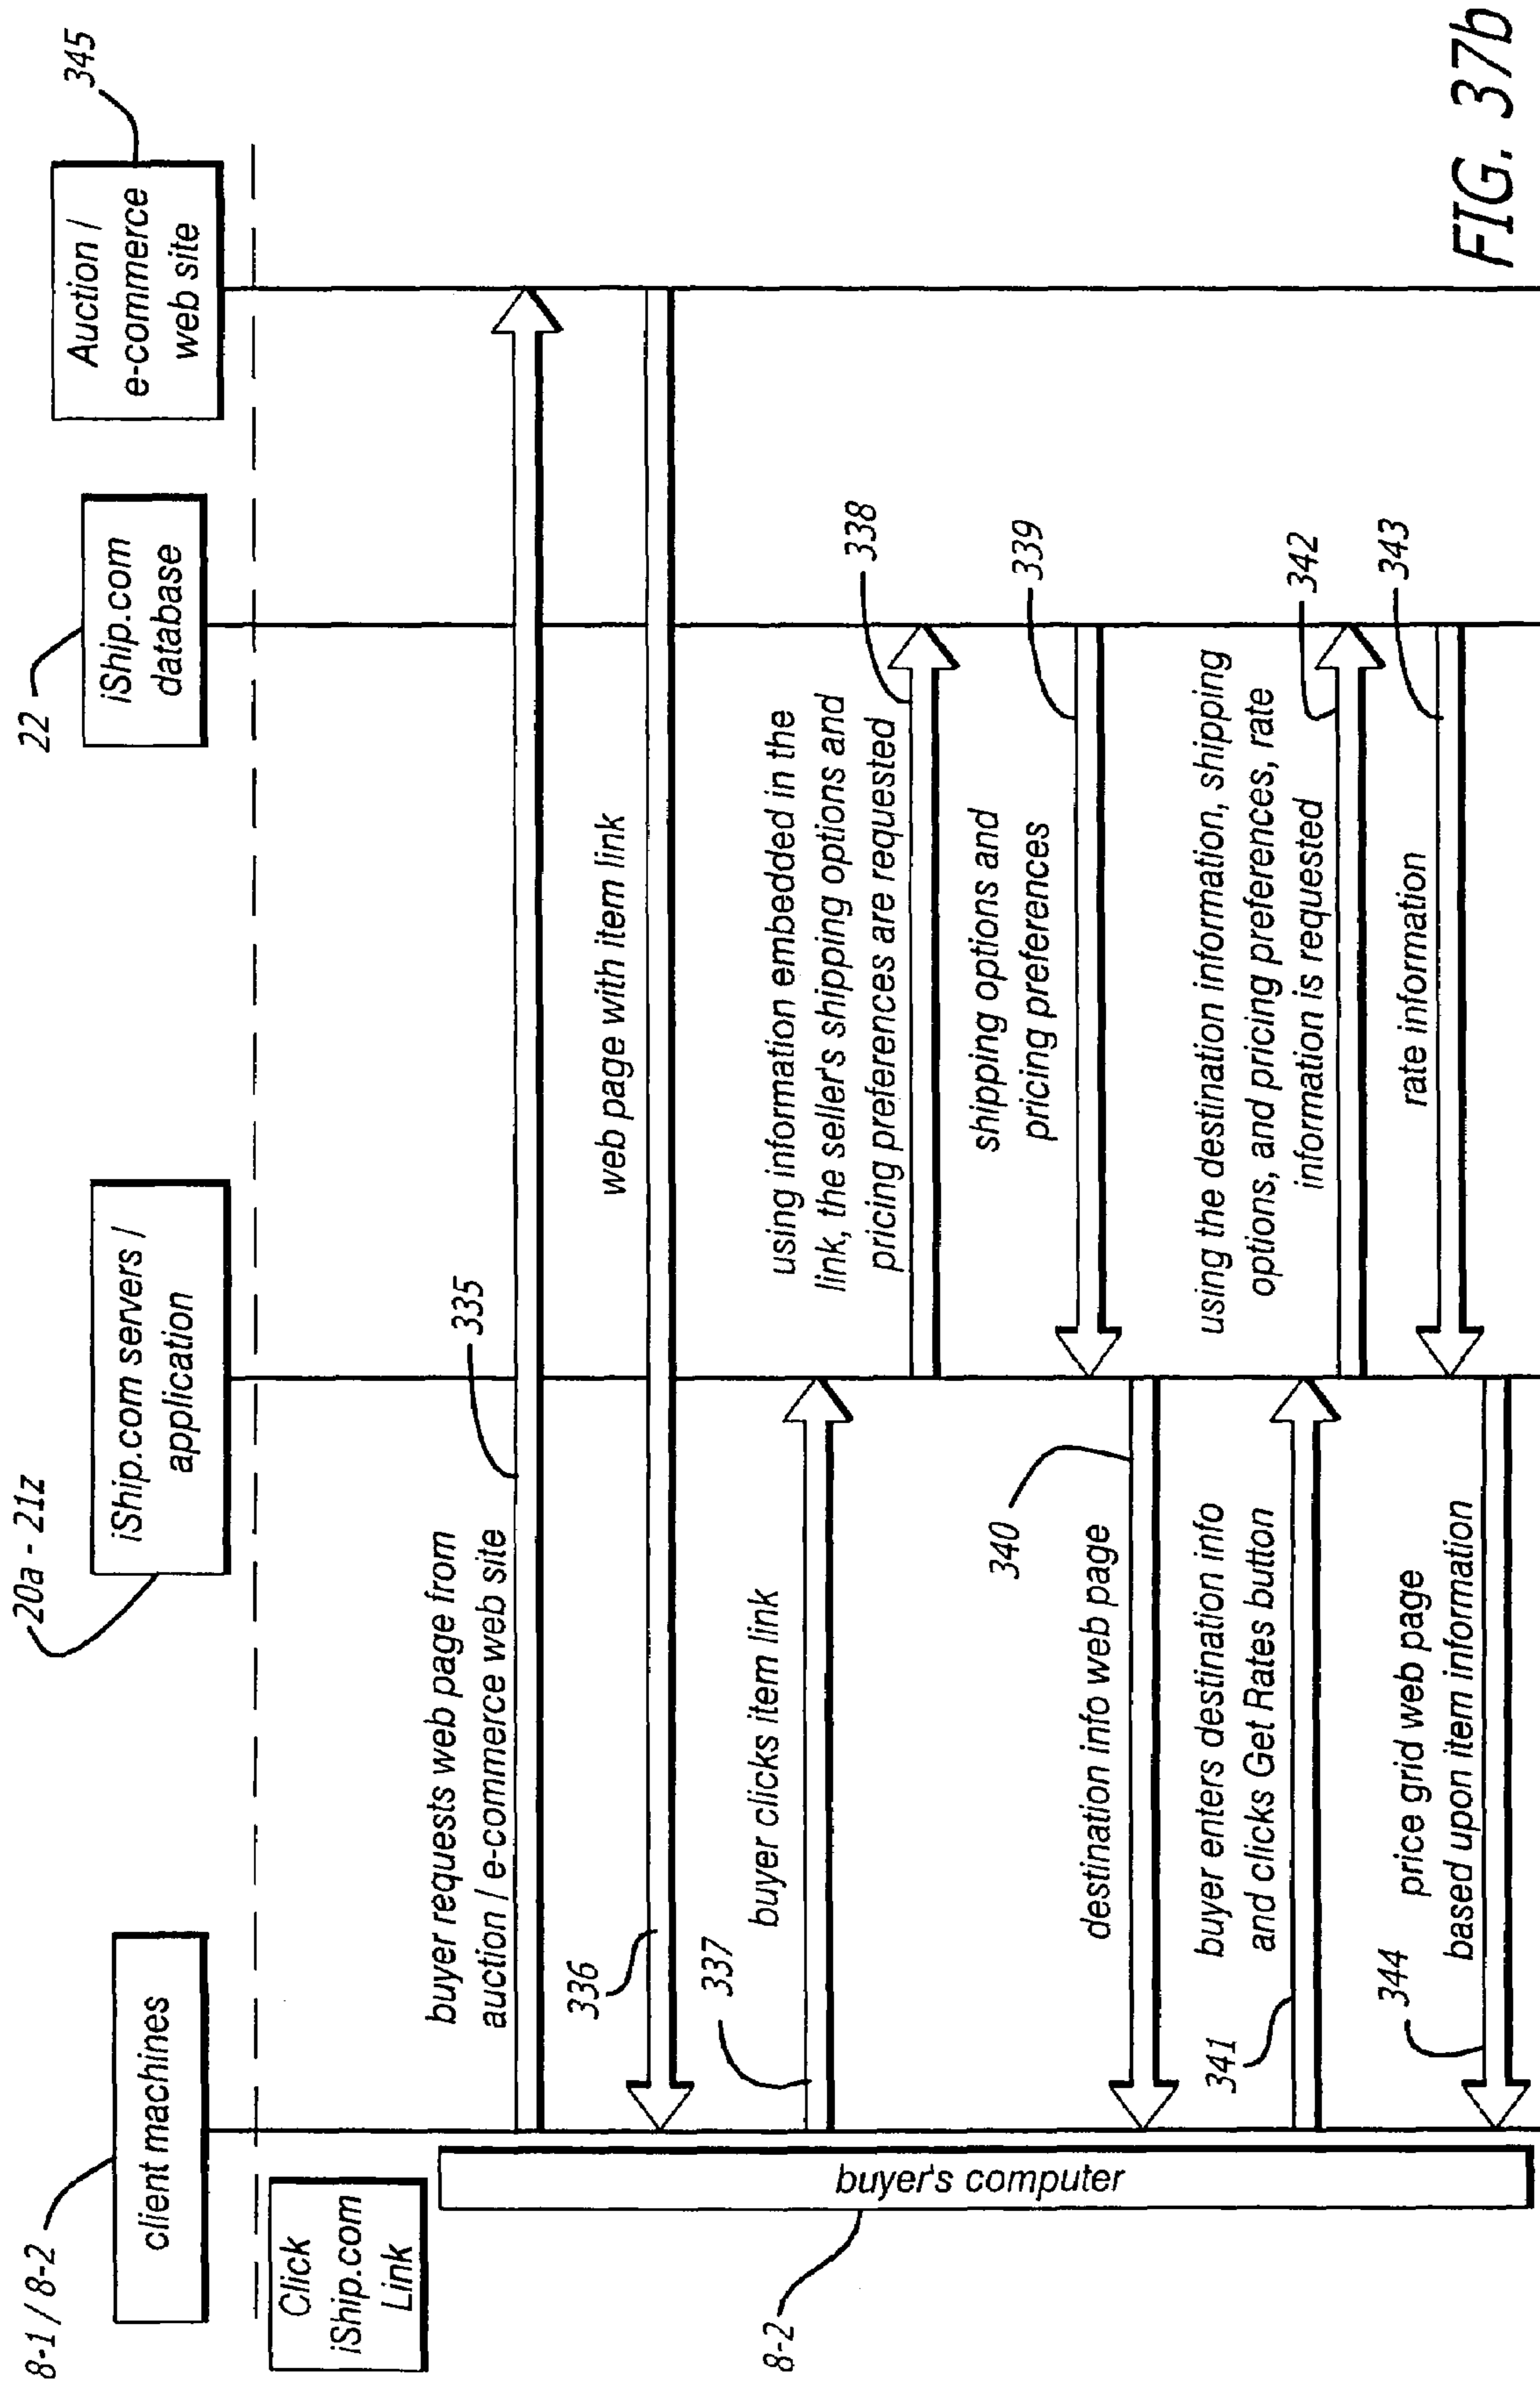 8-1 / 8-2
client machines
20a - 21z
iShip.com servers /
application
22
iShip.com
database
345
Auction /
e-commerce
web site
Click
iShip.com
Link
8-2
buyer's computer
buyer requests web page from
auction / e-commerce web site
335
web page with item link
336
337
buyer clicks item link
using information embedded in the
link, the seller's shipping options and
pricing preferences are requested
338
shipping options and
pricing preferences
339
340
destination info web page
buyer enters destination info
and clicks Get Rates button
341
using the destination information, shipping
options, and pricing preferences, rate
information is requested
342
rate information
343
344
price grid web page
based upon item information
FIG. 37b